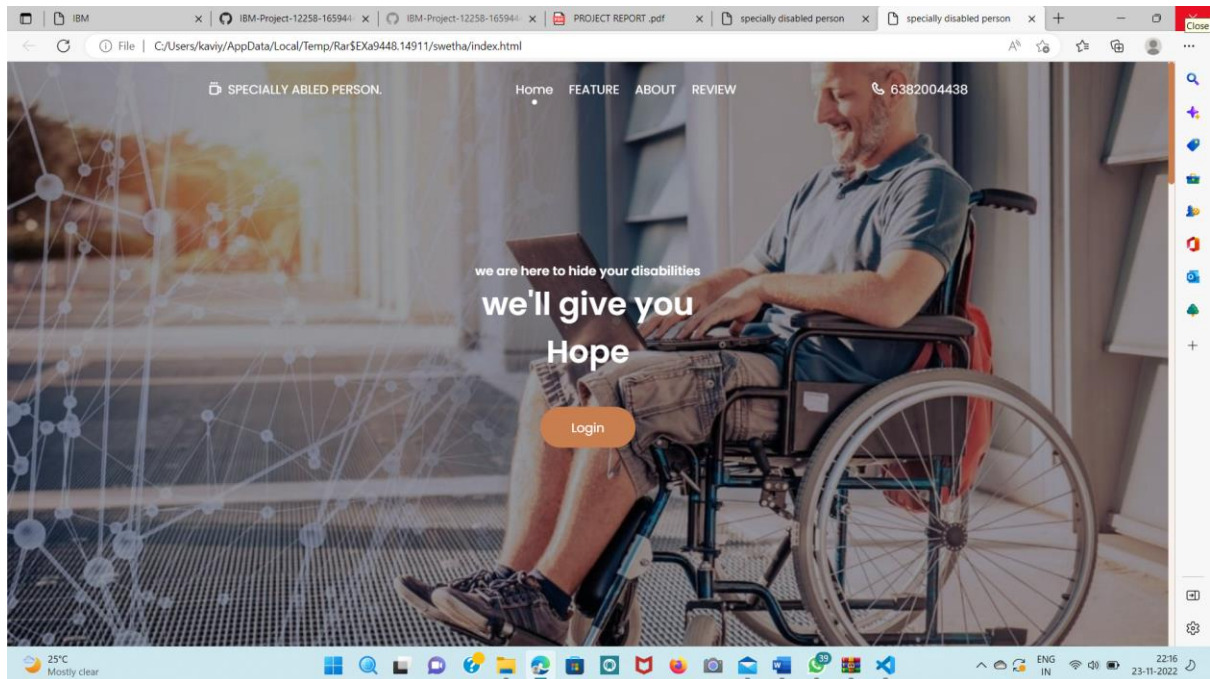 IBM
IBM-Project-12258-165944
IBM-Project-12258-165944
PROJECT REPORT .pdf
specially disabled person
specially disabled person
Close
File | C:/Users/kaviy/AppData/Local/Temp/Rar$EXa9448.14911/swetha/index.html
SPECIALLY ABLED PERSON.
Home FEATURE ABOUT REVIEW
6382004438
we are here to hide your disabilities
we'll give you
Hope
Login
25°C
Mostly clear
39
ENG
IN
22:16
23-11-2022